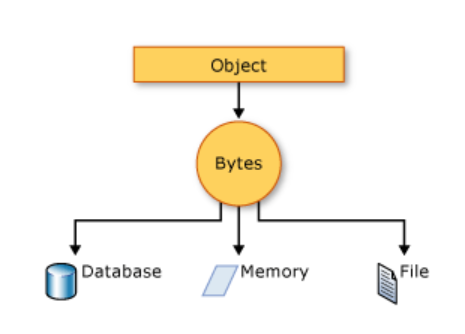 Object
Bytes
Database
Memory
File